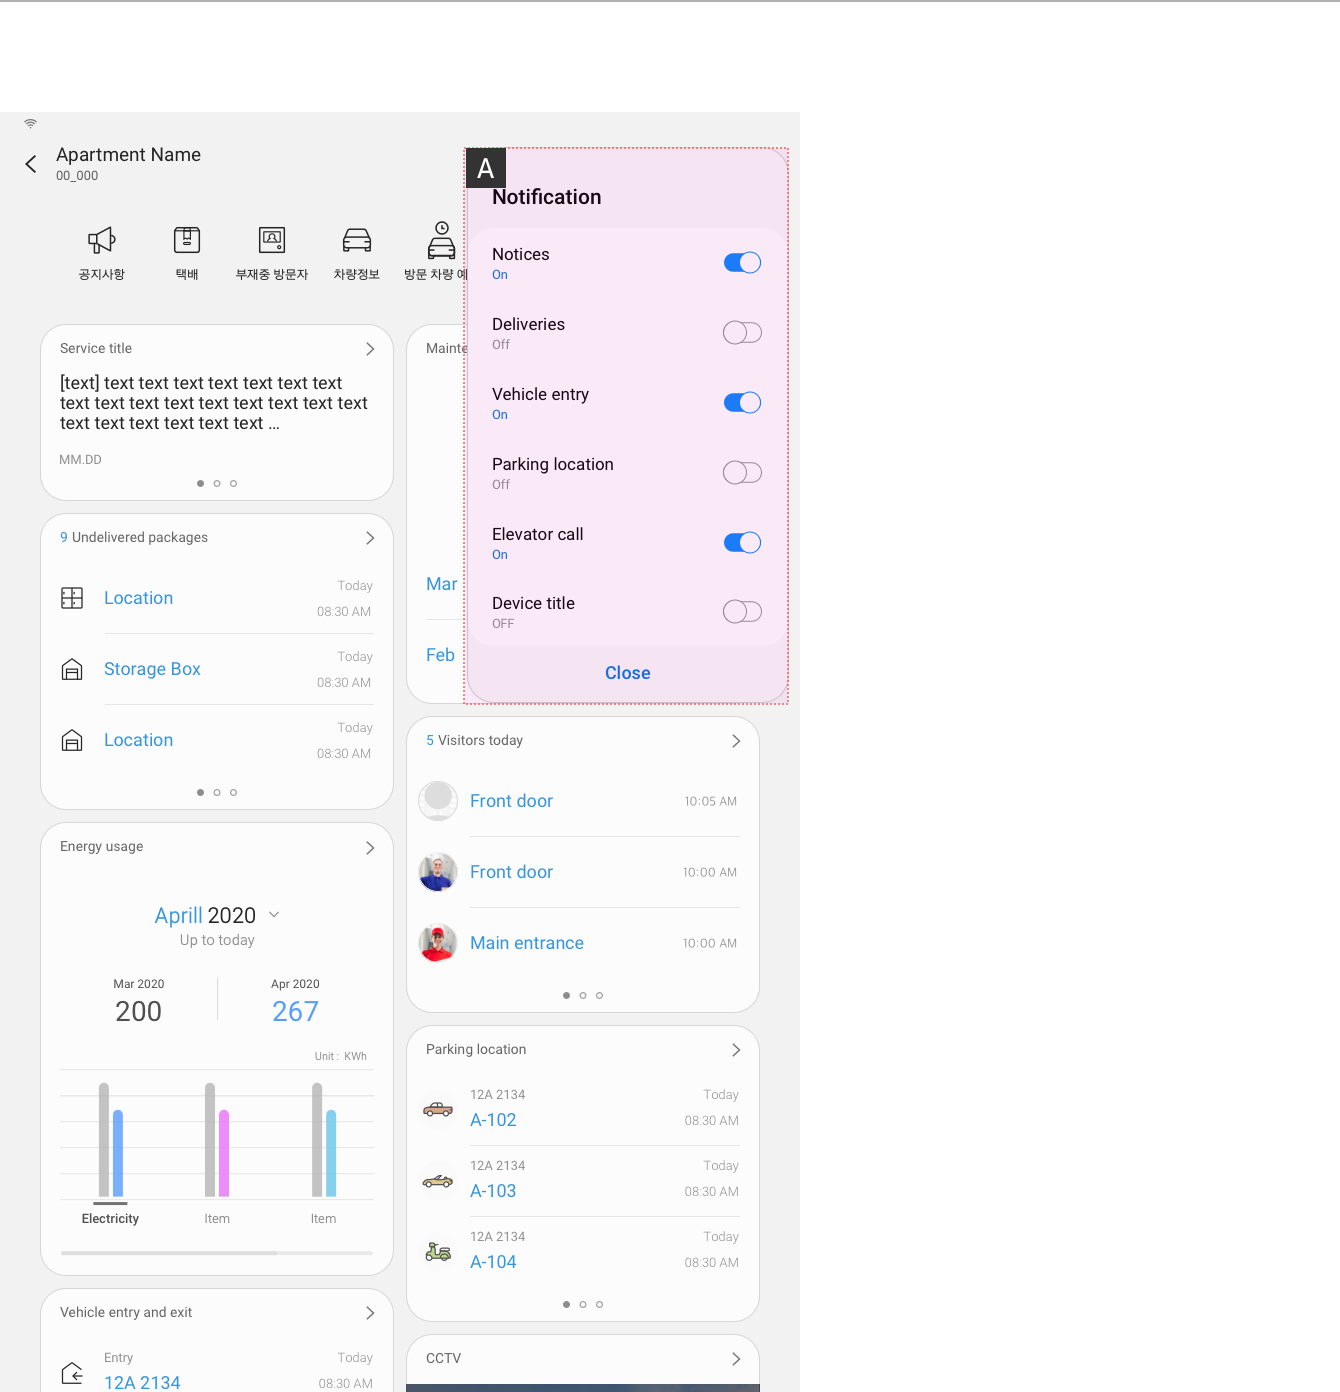 Apartment Name
00_000
공지사항
택배
부재중 방문자
차량정보
방문 차량 예
A
Notification
Notices
On
Deliveries
Off
Vehicle entry
On
Parking location
Off
Elevator call
On
Device title
OFF
Close
Service title
[text] text text text text text text text
text text text text text text text text text
text text text text text text ...
MM.DD
9 Undelivered packages
Location
Today
08:30 AM
Storage Box
Today
08:30 AM
Location
Today
08:30 AM
Energy usage
Aprill 2020
Up to today
Mar 2020
200
Apr 2020
267
Unit : KWh
Electricity
Item
Item
Vehicle entry and exit
Entry
12A 2134
Today
08:30 AM
Mainte
Mar
Feb
5 Visitors today
Front door
10:05 AM
Front door
10:00 AM
Main entrance
10:00 AM
Parking location
12A 2134
A-102
Today
08:30 AM
12A 2134
A-103
Today
08:30 AM
12A 2134
A-104
Today
08:30 AM
CCTV